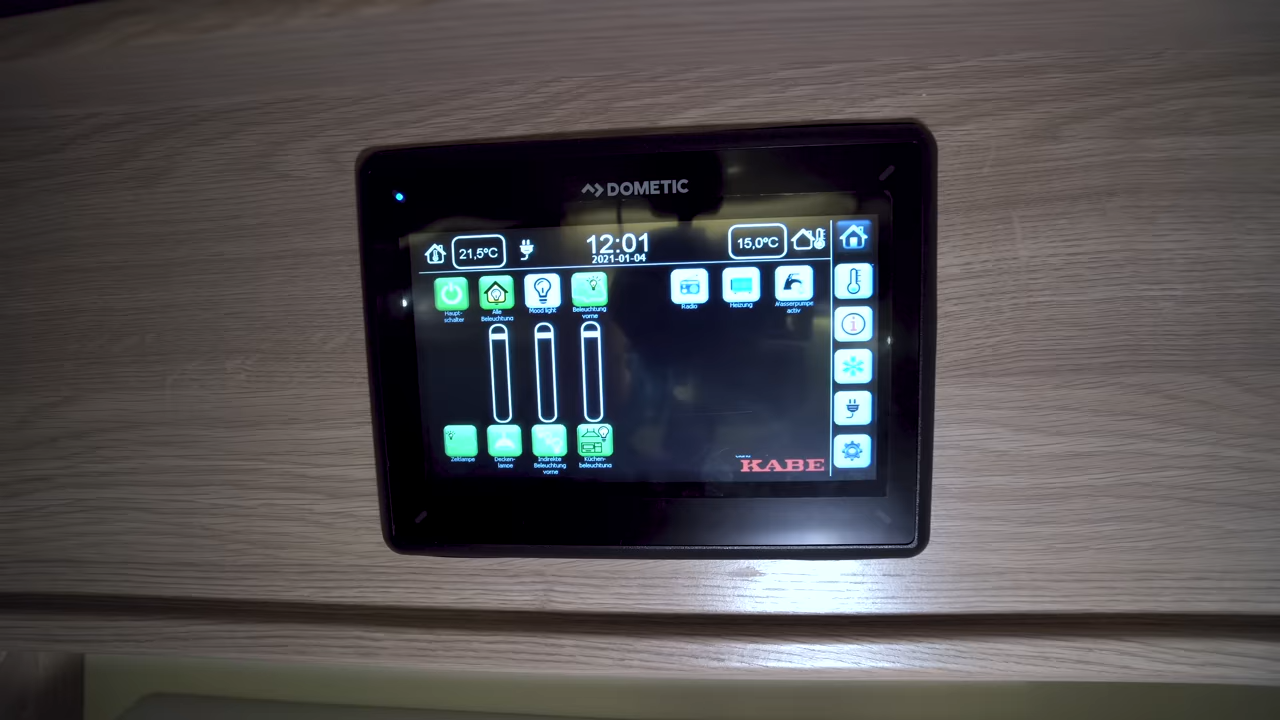 DOMETIC
21,5°C
12:01
2021-01-04
15,0°C
Haupt-
schalter
Alle
Beleuchtung
Mood light
Beleuchtung
vorne
Radio
Heizung
Wasserpumpe
activ
Zeltlampe
Decken-
lampe
Indirekte
Beleuchtung
vorne
Küchen-
beleuchtung
KABE